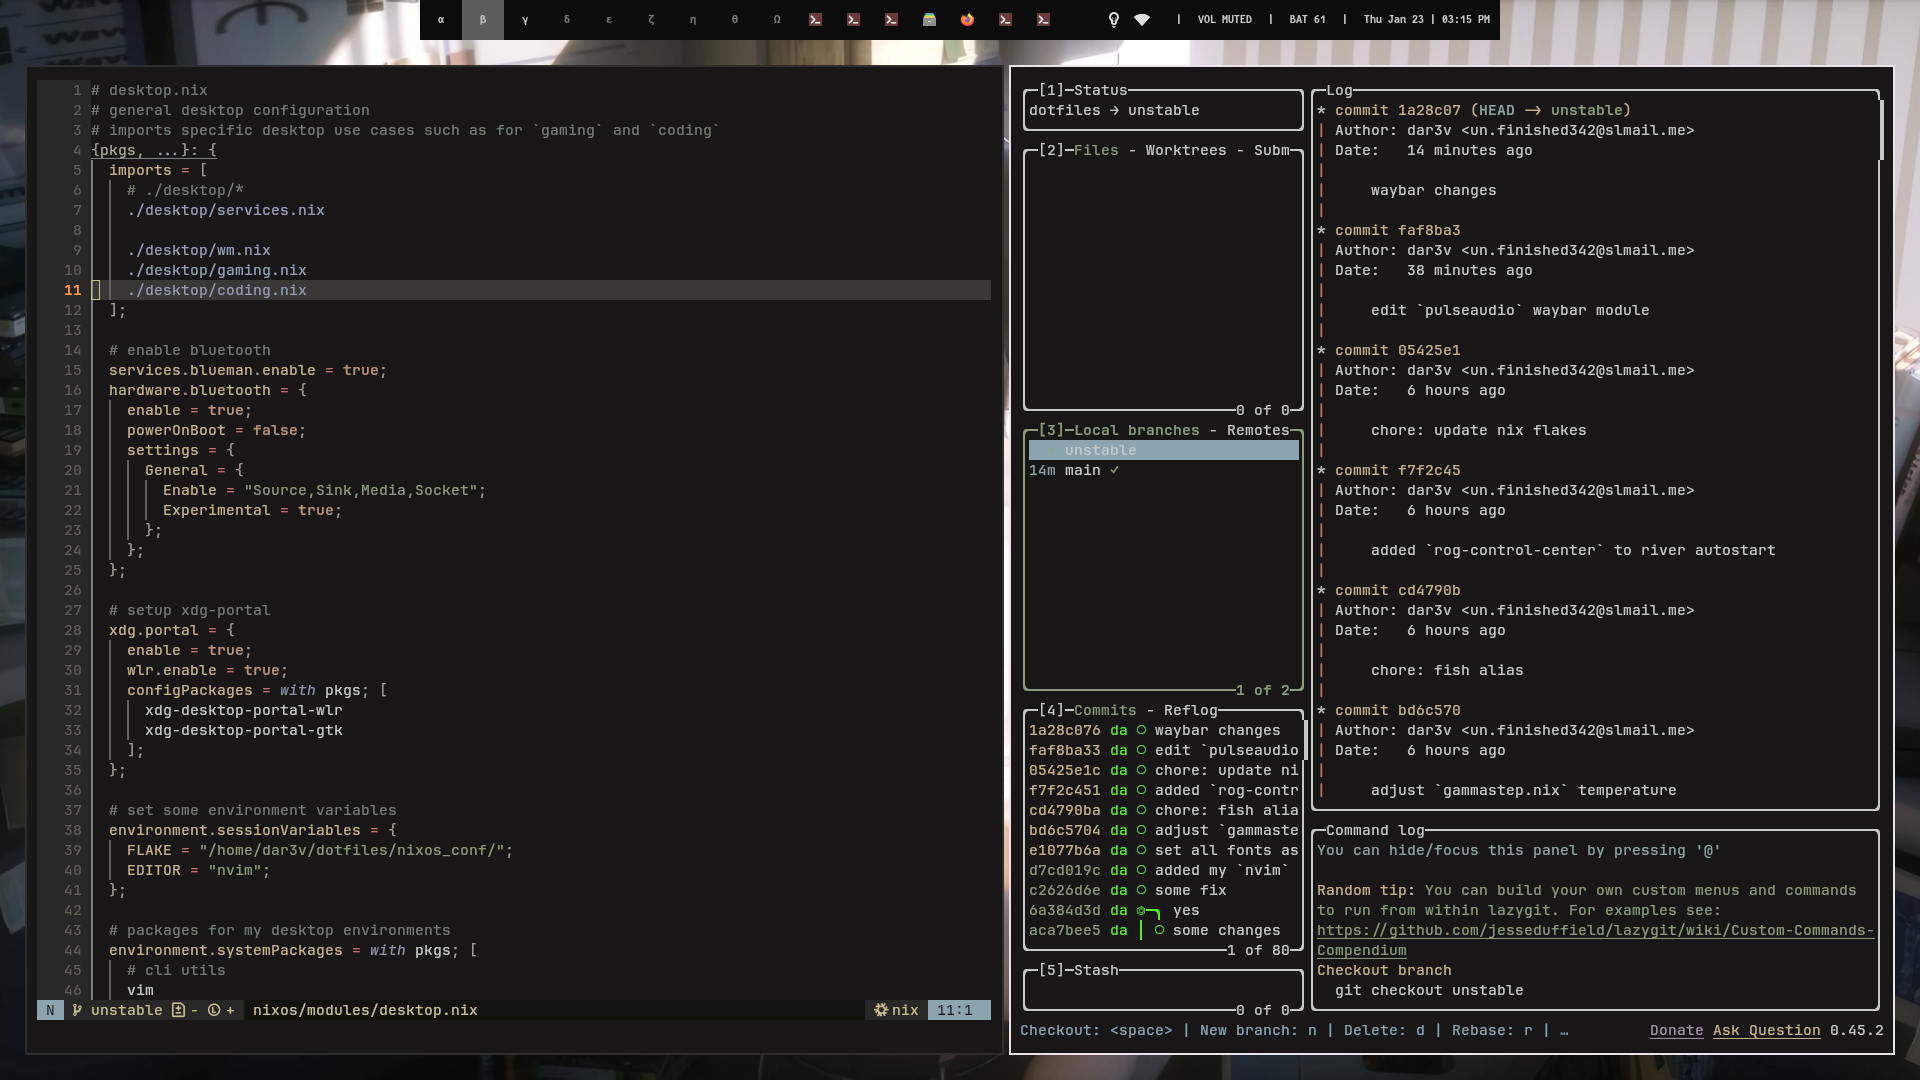 α β γ δ ε ζ η θ Ω | VOL MUTED | BAT 61 | Thu Jan 23 | 03:15 PM
1 # desktop.nix
2 # general desktop configuration
3 # imports specific desktop use cases such as for `gaming` and `coding`
4 {pkgs, ...}: {
5 imports = [
6 # ./desktop/*
7 ./desktop/services.nix
8
9 ./desktop/wm.nix
10 ./desktop/gaming.nix
11 ./desktop/coding.nix
12 ];
13
14 # enable bluetooth
15 services.blueman.enable = true;
16 hardware.bluetooth = {
17 enable = true;
18 powerOnBoot = false;
19 settings = {
20 General = {
21 Enable = "Source,Sink,Media,Socket";
22 Experimental = true;
23 };
24 };
25 };
26
27 # setup xdg-portal
28 xdg.portal = {
29 enable = true;
30 wlr.enable = true;
31 configPackages = with pkgs; [
32 xdg-desktop-portal-wlr
33 xdg-desktop-portal-gtk
34 ];
35 };
36
37 # set some environment variables
38 environment.sessionVariables = {
39 FLAKE = "/home/dar3v/dotfiles/nixos_conf/";
40 EDITOR = "nvim";
41 };
42
43 # packages for my desktop environments
44 environment.systemPackages = with pkgs; [
45 # cli utils
46 vim
N unstable - + nixos/modules/desktop.nix nix 11:1
[1]─Status
dotfiles → unstable
[2]─Files - Worktrees - Subm
0 of 0
[3]─Local branches - Remotes
* unstable
14m main ✓
1 of 2
[4]─Commits - Reflog
1a28c076 da ○ waybar changes
faf8ba33 da ○ edit `pulseaudio
05425e1c da ○ chore: update ni
f7f2c451 da ○ added `rog-contr
cd4790ba da ○ chore: fish alia
bd6c5704 da ○ adjust `gammaste
e1077b6a da ○ set all fonts as
d7cd019c da ○ added my `nvim`
c2626d6e da ○ some fix
6a384d3d da ⏣─╮ yes
aca7bee5 da │ ○ some changes
1 of 80
[5]─Stash
0 of 0
Log
* commit 1a28c07 (HEAD -> unstable)
| Author: dar3v <un.finished342@slmail.me>
| Date: 14 minutes ago
|
| waybar changes
|
* commit faf8ba3
| Author: dar3v <un.finished342@slmail.me>
| Date: 38 minutes ago
|
| edit `pulseaudio` waybar module
|
* commit 05425e1
| Author: dar3v <un.finished342@slmail.me>
| Date: 6 hours ago
|
| chore: update nix flakes
|
* commit f7f2c45
| Author: dar3v <un.finished342@slmail.me>
| Date: 6 hours ago
|
| added `rog-control-center` to river autostart
|
* commit cd4790b
| Author: dar3v <un.finished342@slmail.me>
| Date: 6 hours ago
|
| chore: fish alias
|
* commit bd6c570
| Author: dar3v <un.finished342@slmail.me>
| Date: 6 hours ago
|
| adjust `gammastep.nix` temperature
Command log
You can hide/focus this panel by pressing '@'
Random tip: You can build your own custom menus and commands
to run from within lazygit. For examples see:
https://github.com/jesseduffield/lazygit/wiki/Custom-Commands-
Compendium
Checkout branch
git checkout unstable
Checkout: <space> | New branch: n | Delete: d | Rebase: r | … Donate Ask Question 0.45.2